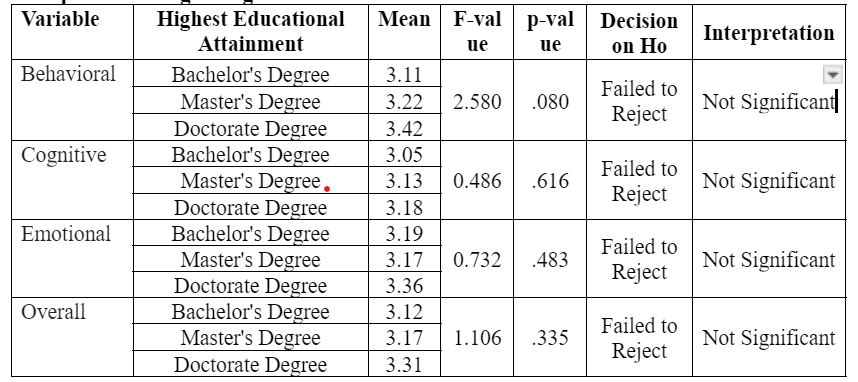 Variable Highest Educational Attainment Mean F-val ue p-val ue Decision on Ho Interpretation
Behavioral Bachelor's Degree 3.11 2.580 .080 Failed to Reject Not Significant
Master's Degree 3.22
Doctorate Degree 3.42
Cognitive Bachelor's Degree 3.05 0.486 .616 Failed to Reject Not Significant
Master's Degree 3.13
Doctorate Degree 3.18
Emotional Bachelor's Degree 3.19 0.732 .483 Failed to Reject Not Significant
Master's Degree 3.17
Doctorate Degree 3.36
Overall Bachelor's Degree 3.12 1.106 .335 Failed to Reject Not Significant
Master's Degree 3.17
Doctorate Degree 3.31